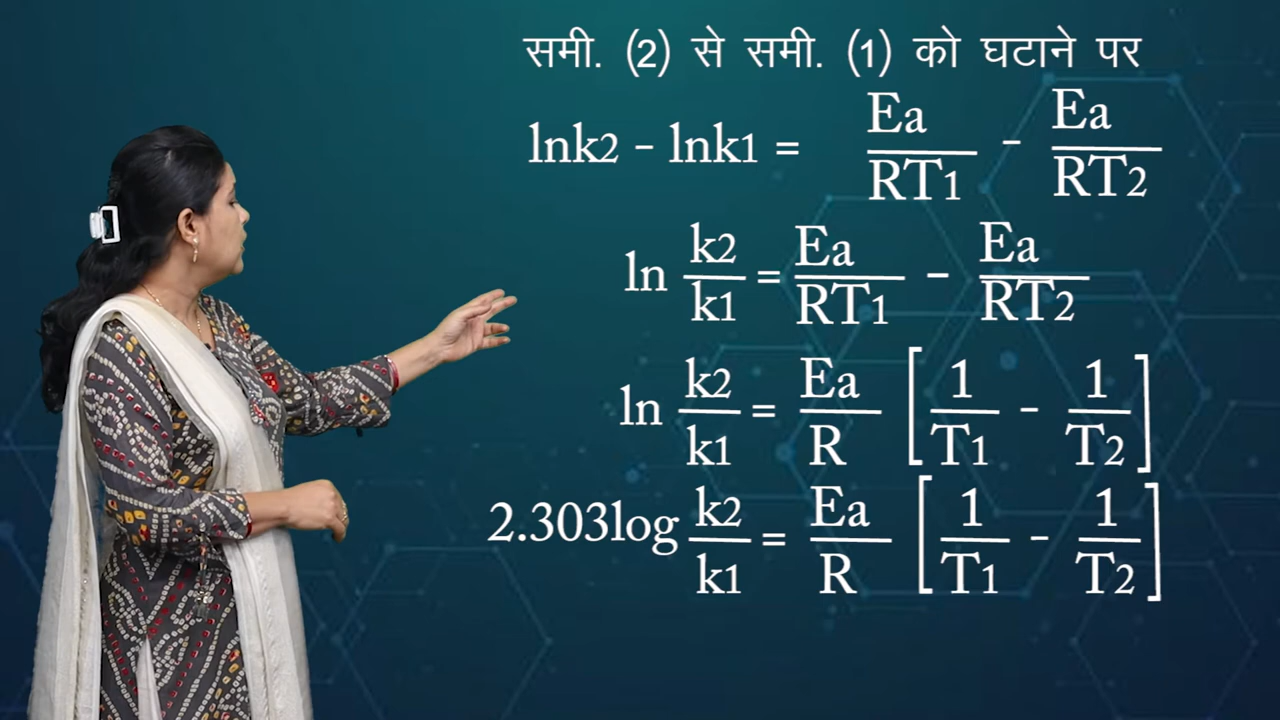 समी. (2) से समी. (1) को घटाने पर
lnk2 - lnk1 = Ea/RT1 - Ea/RT2
ln k2/k1 = Ea/RT1 - Ea/RT2
ln k2/k1 = Ea/R [1/T1 - 1/T2]
2.303log k2/k1 = Ea/R [1/T1 - 1/T2]